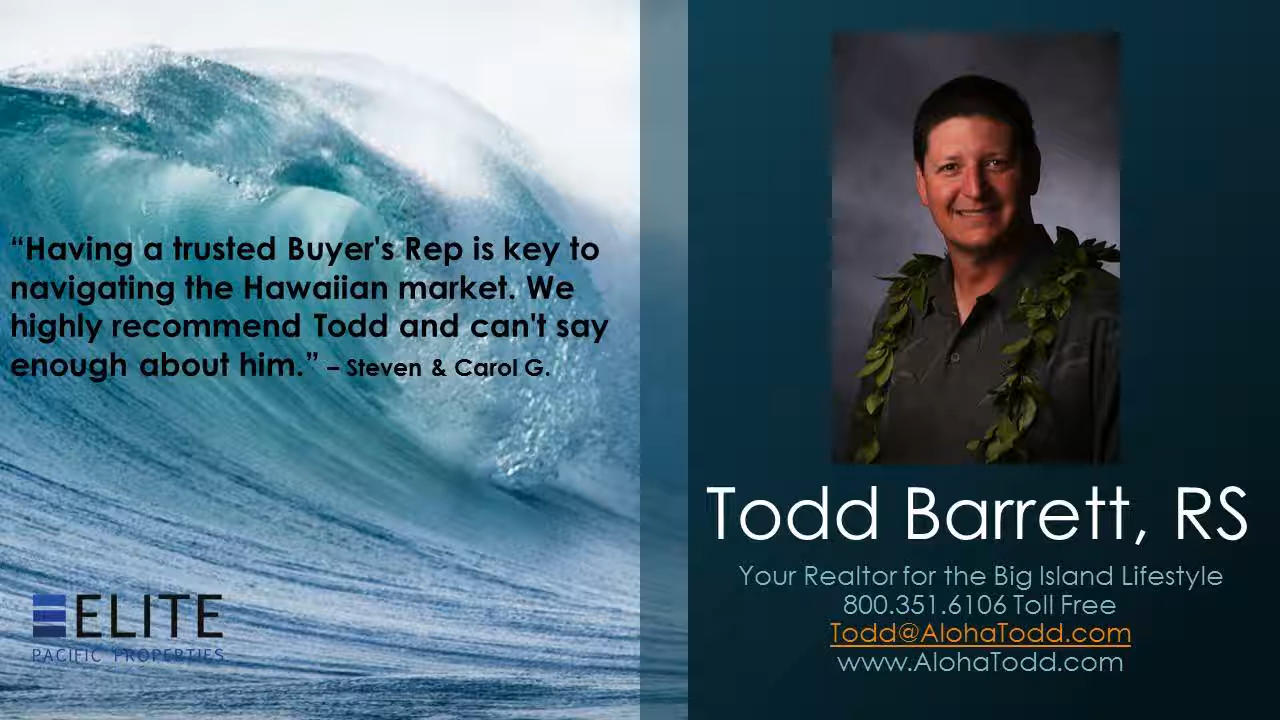 “Having a trusted Buyer's Rep is key to
navigating the Hawaiian market. We
highly recommend Todd and can't say
enough about him.” – Steven & Carol G.
ELITE
PACIFIC PROPERTIES
Todd Barrett, RS
Your Realtor for the Big Island Lifestyle
800.351.6106 Toll Free
Todd@AlohaTodd.com
www.AlohaTodd.com